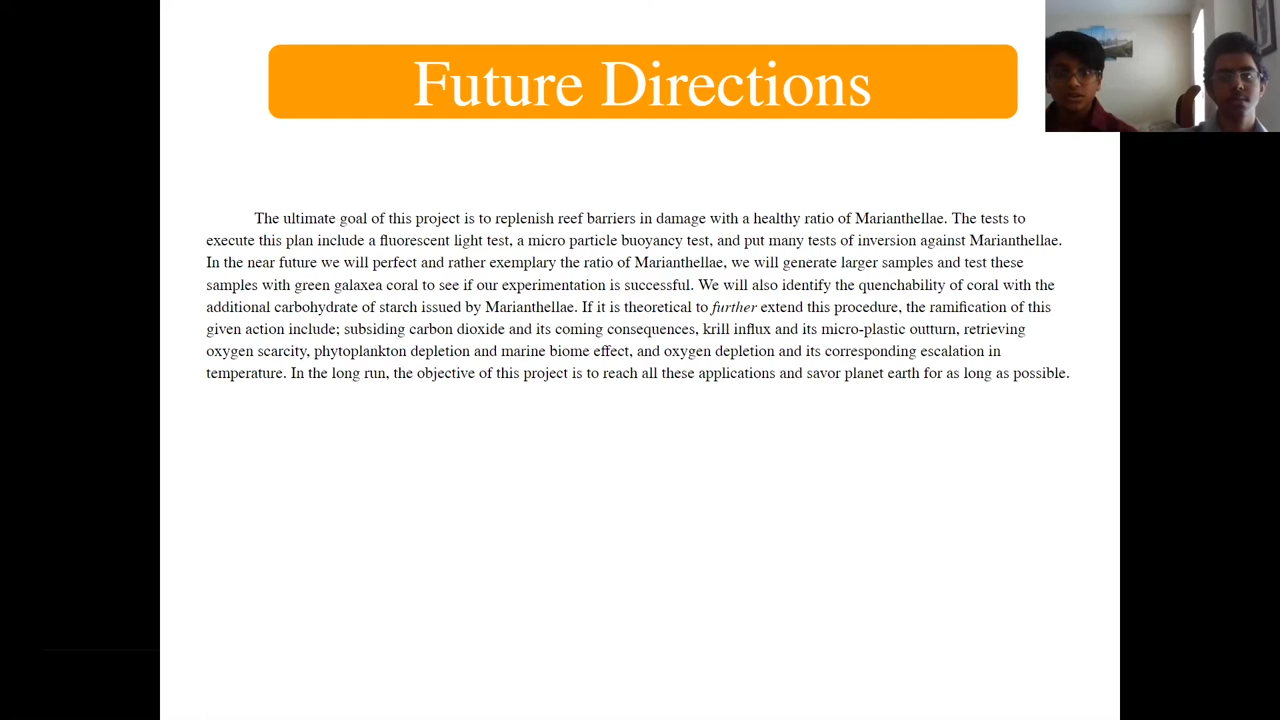 Future Directions
The ultimate goal of this project is to replenish reef barriers in damage with a healthy ratio of Marianthellae. The tests to
execute this plan include a fluorescent light test, a micro particle buoyancy test, and put many tests of inversion against Marianthellae.
In the near future we will perfect and rather exemplary the ratio of Marianthellae, we will generate larger samples and test these
samples with green galaxea coral to see if our experimentation is successful. We will also identify the quenchability of coral with the
additional carbohydrate of starch issued by Marianthellae. If it is theoretical to further extend this procedure, the ramification of this
given action include; subsiding carbon dioxide and its coming consequences, krill influx and its micro-plastic outturn, retrieving
oxygen scarcity, phytoplankton depletion and marine biome effect, and oxygen depletion and its corresponding escalation in
temperature. In the long run, the objective of this project is to reach all these applications and savor planet earth for as long as possible.